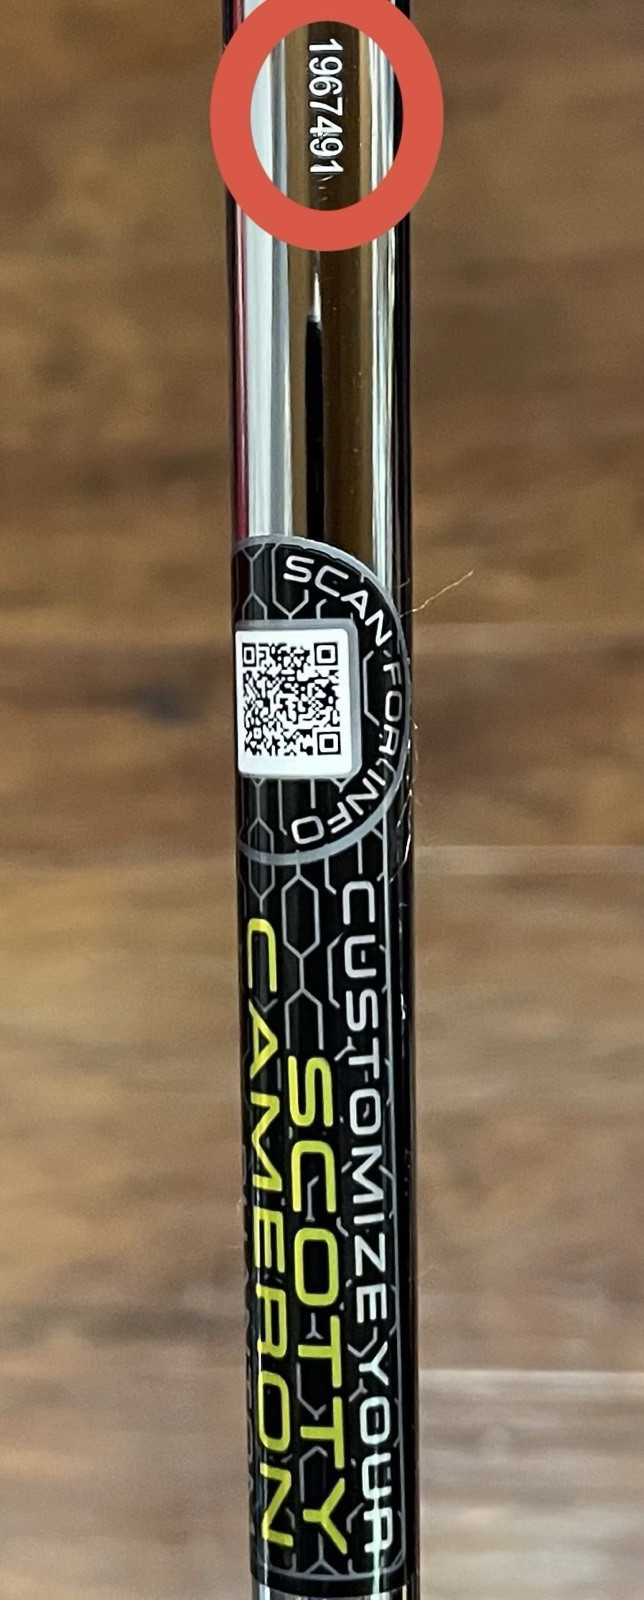 1967491
SCAN FOR INFO
CUSTOMIZE YOUR
SCOTTY
CAMERON